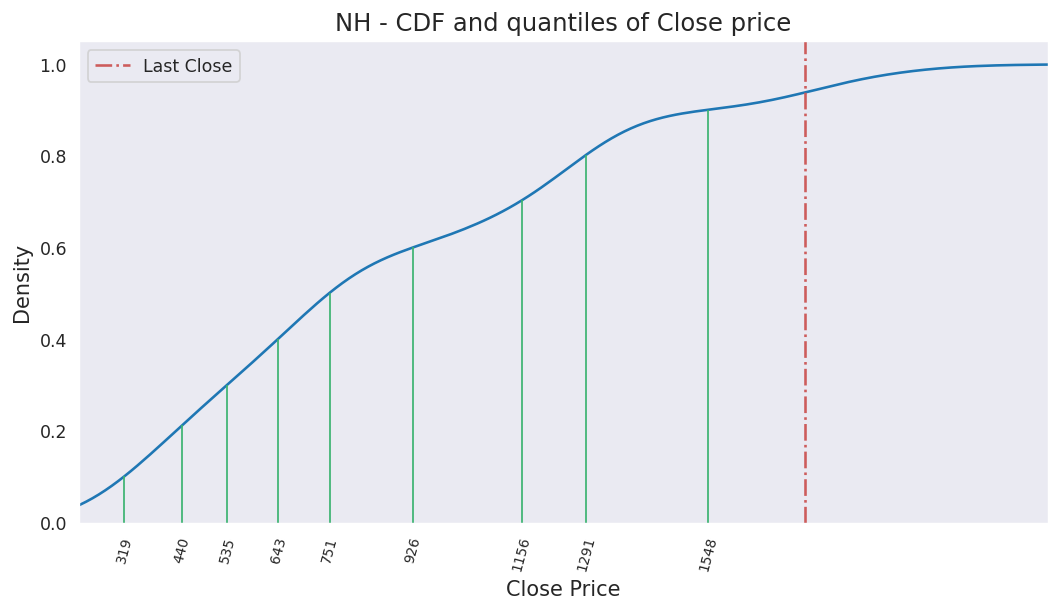 NH - CDF and quantiles of Close price
Last Close
1.0
0.8
0.6
0.4
0.2
0.0
Density
319 440 535 643 751 926 1156 1291 1548
Close Price